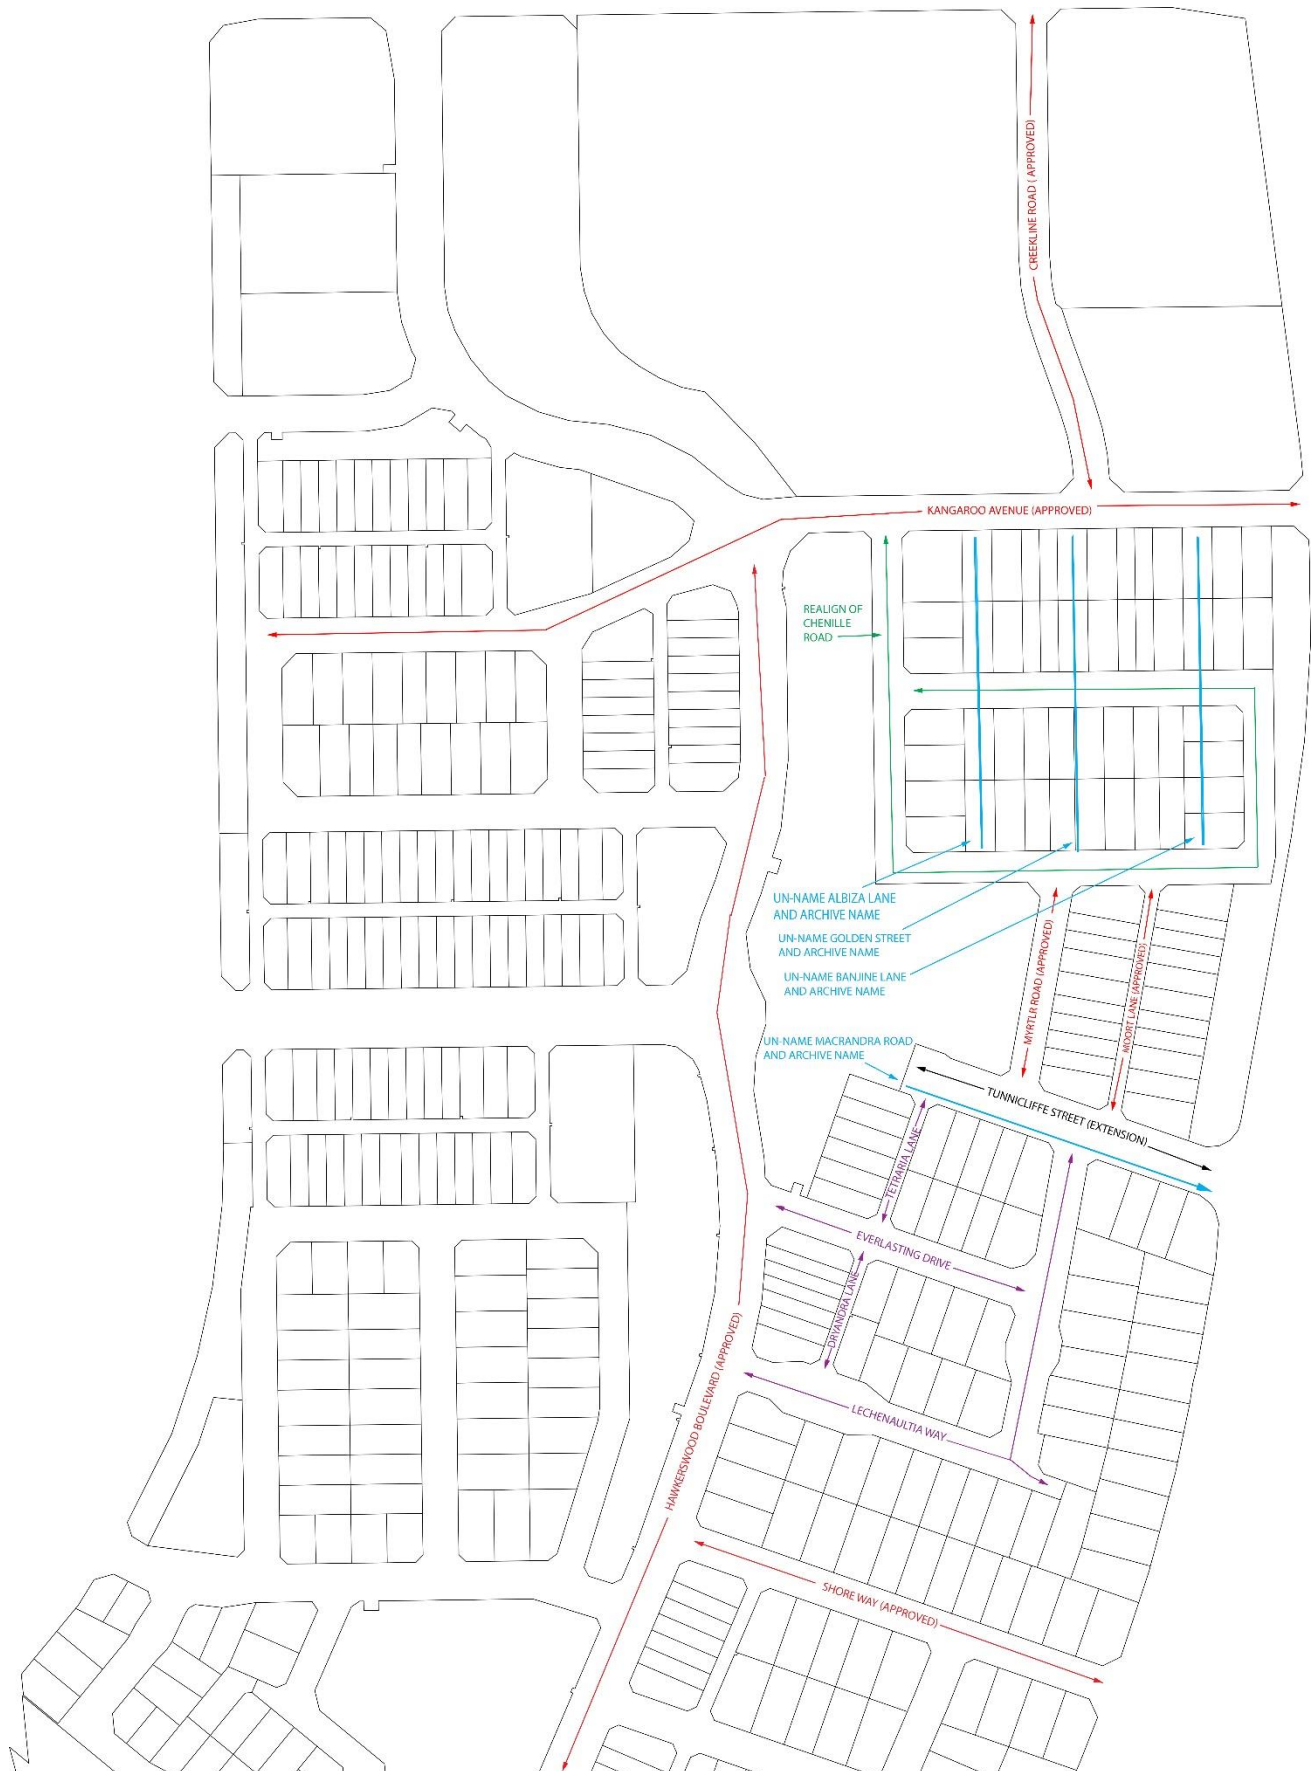 CREEKLINE ROAD ( APPROVED)
KANGAROO AVENUE (APPROVED)
REALIGN OF
CHENILLE
ROAD
UN-NAME ALBIZA LANE
AND ARCHIVE NAME
UN-NAME GOLDEN STREET
AND ARCHIVE NAME
UN-NAME BANJINE LANE
AND ARCHIVE NAME
MYRTLR ROAD (APPROVED)
MOORT LANE (APPROVED)
UN-NAME MACRANDRA ROAD
AND ARCHIVE NAME
TUNNICLIFFE STREET (EXTENSION)
TETRARIA LANE
EVERLASTING DRIVE
DRYANDRA LANE
HAWKERSWOOD BOULEVARD (APPROVED)
LECHENAULTIA WAY
SHORE WAY (APPROVED)